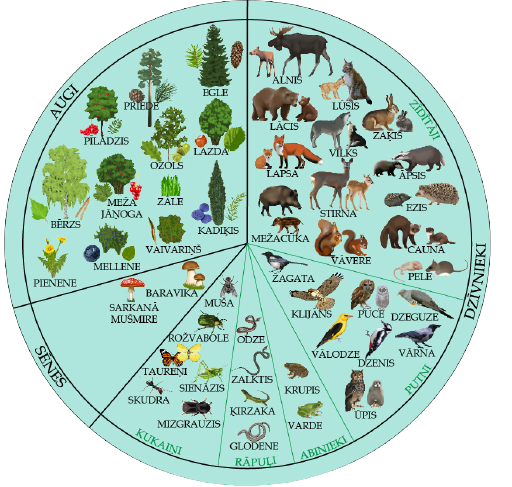 AUGI
PRIEDE
EGLE
PĪLĀDZIS
OZOLS
LAZDA
BĒRZS
MEŽA
JĀŅOGA
ZĀLE
KADIĶIS
PIENENE
MELLENE
VAIVARIŅŠ
SĒNES
SARKANĀ
MUŠMIRE
BARAVIKA
DZĪVNIEKI
ZĪDĪTĀJI
ALNIS
LŪSIS
LĀCIS
ZAĶIS
VILKS
LAPSA
ĀPSIS
STIRNA
EZIS
MEŽACŪKA
VĀVERE
CAUNA
PELE
PUTNI
ŽAGATA
KLIJĀNS
PŪCE
DZEGUZE
VĀLODZE
DZENIS
VĀRNA
ŪPIS
ABINIEKI
KRUPIS
VARDE
RĀPUĻI
ODZE
ZALKTIS
ĶIRZAKA
GLODENE
KUKAIŅI
MUŠA
ROŽVABOLE
TAUREŅI
SIENĀZIS
SKUDRA
MIZGRAUZIS